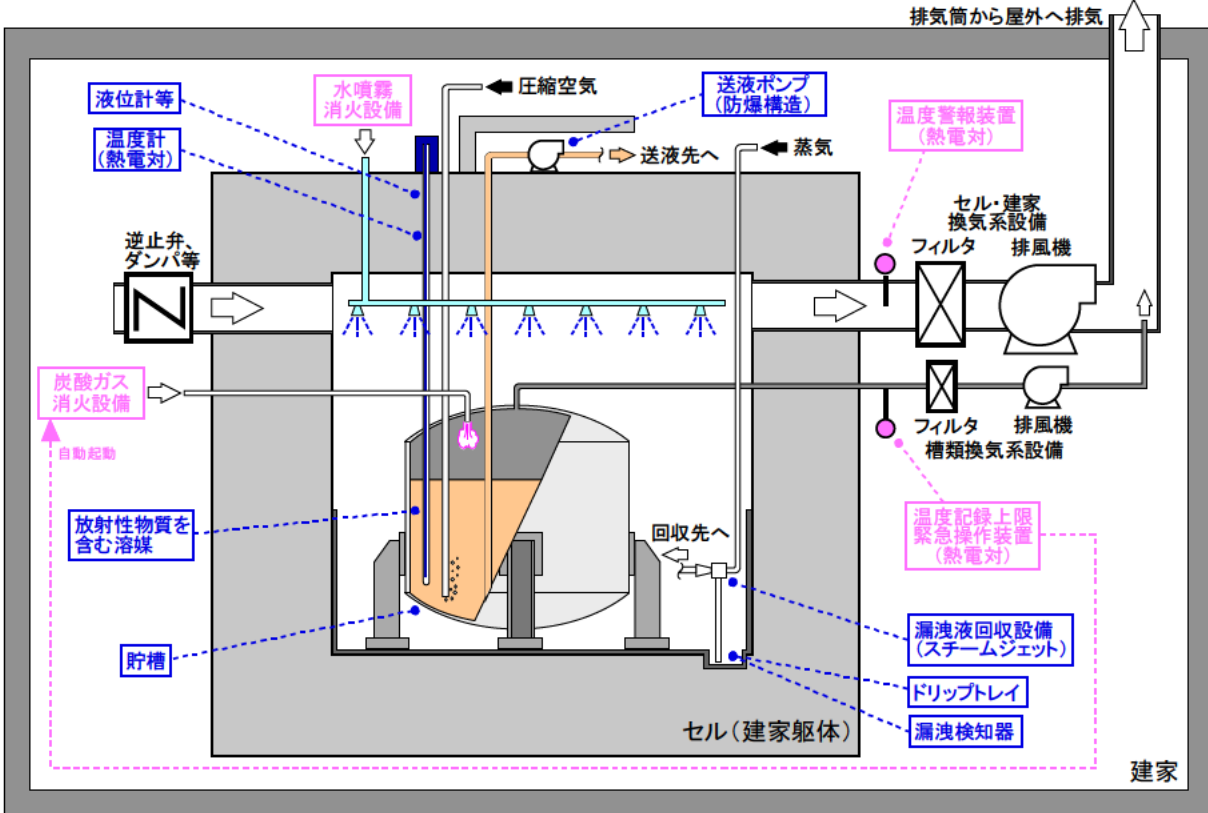 排気筒から屋外へ排気
液位計等
水噴霧
消火設備
圧縮空気
送液ポンプ
(防爆構造)
温度計
(熱電対)
送液先へ
蒸気
温度警報装置
(熱電対)
逆止弁、
ダンパ等
セル・建家
換気系設備
フィルタ
排風機
炭酸ガス
消火設備
自動起動
フィルタ
排風機
槽類換気系設備
放射性物質を
含む溶媒
回収先へ
温度記録上限
緊急操作装置
(熱電対)
貯槽
漏洩液回収設備
(スチームジェット)
ドリップトレイ
漏洩検知器
セル(建家躯体)
建家